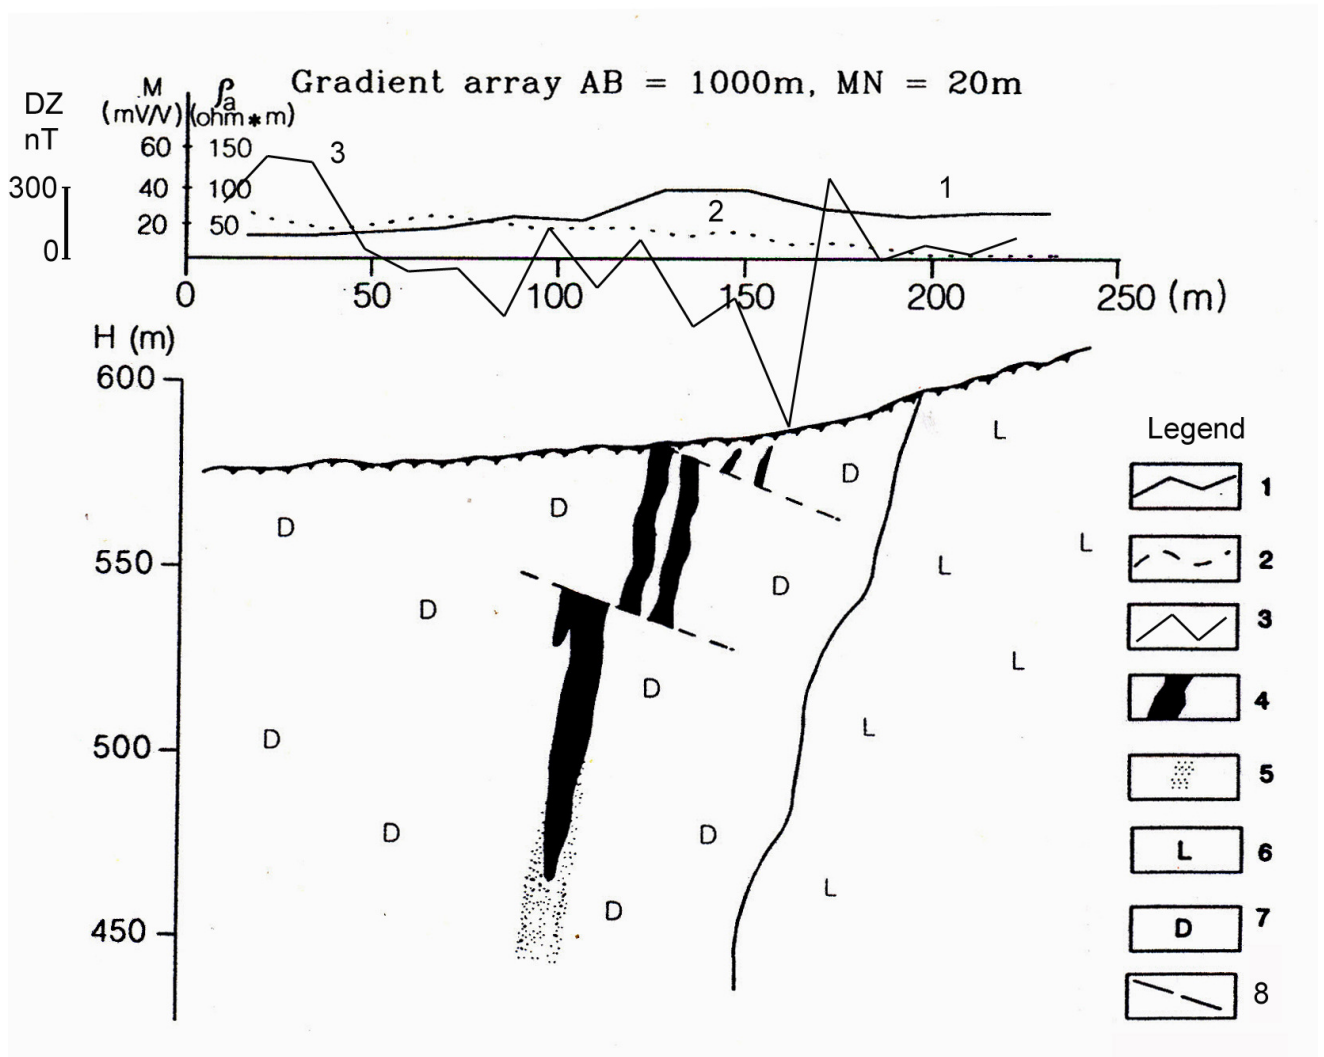 Gradient array AB = 1000m, MN = 20m
DZ
nT
M
(mV/V)
ρa
(ohm*m)
60 150
3
300
40 100
1
20 50
2
0
0 50 100 150 200 250 (m)
H (m)
600
L
Legend
D
1
D
D
L
2
550
L
D
D
3
L
D
4
500
L
D
5
D
D
L 6
L
D
7
450
D
8